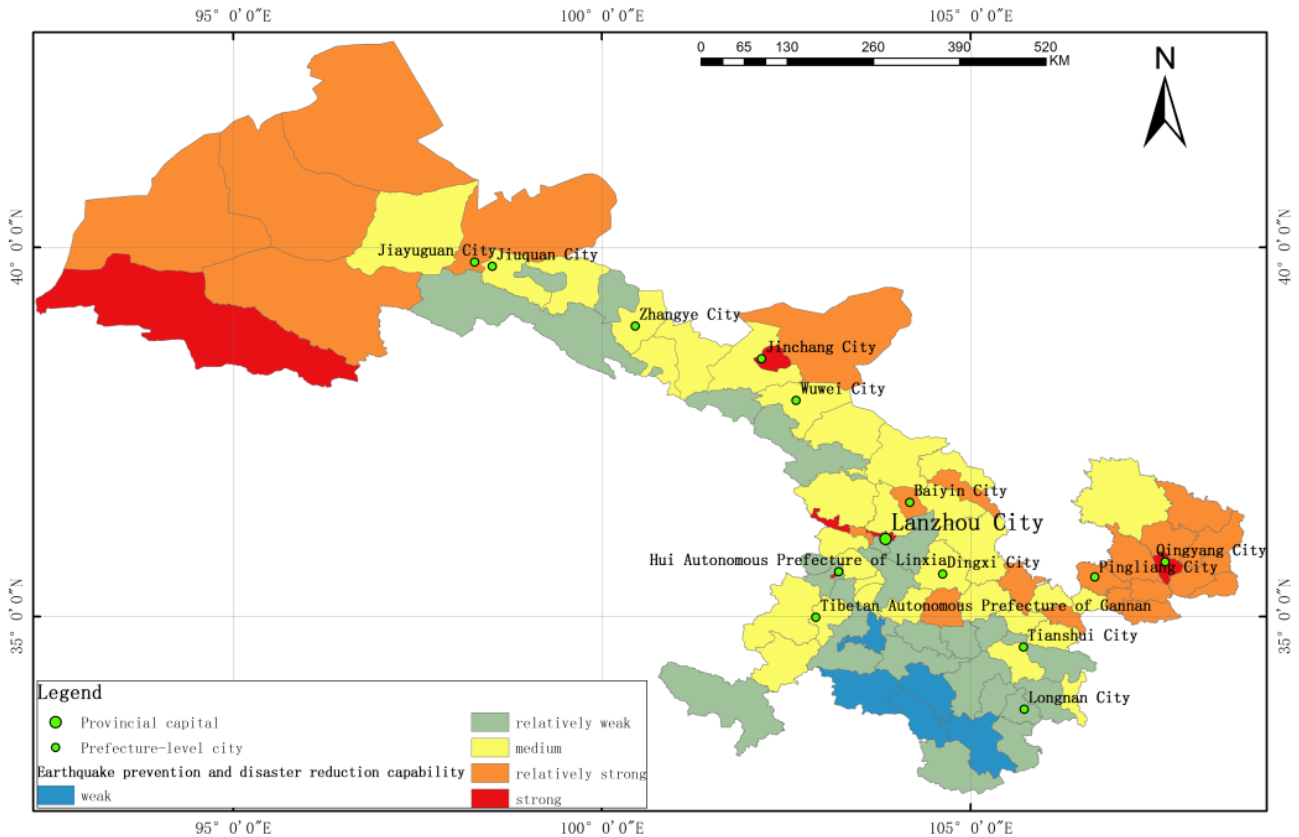 95° 0'0"E
100° 0'0"E
105° 0'0"E
0 65 130 260 390 520
KM
N
40° 0'0"N
40° 0'0"N
Jiayuguan City
Jiuquan City
Zhangye City
Jinchang City
Wuwei City
Baiyin City
Lanzhou City
Qingyang City
Hui Autonomous Prefecture of Linxia
Dingxi City
Pingliang City
Tibetan Autonomous Prefecture of Gannan
35° 0'0"N
35° 0'0"N
Tianshui City
Longnan City
Legend
Provincial capital
Prefecture-level city
Earthquake prevention and disaster reduction capability
weak
relatively weak
medium
relatively strong
strong
95° 0'0"E
100° 0'0"E
105° 0'0"E